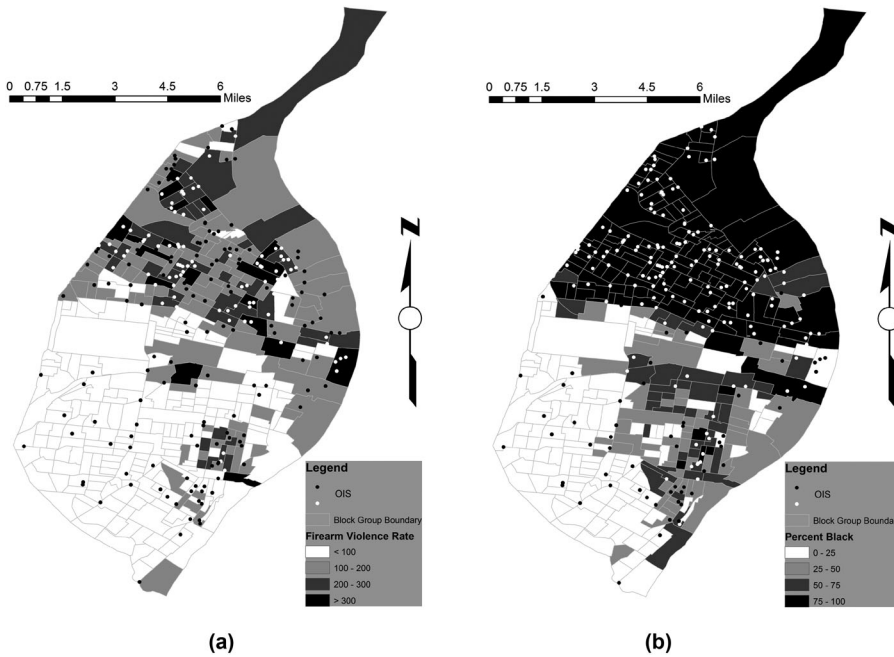 0 0.75 1.5 3 4.5 6
Miles
N
Legend
OIS
Block Group Boundary
Firearm Violence Rate
< 100
100 - 200
200 - 300
> 300
(a)
0 0.75 1.5 3 4.5 6
Miles
Legend
OIS
Block Group Bounda
Percent Black
0 - 25
25 - 50
50 - 75
75 - 100
(b)